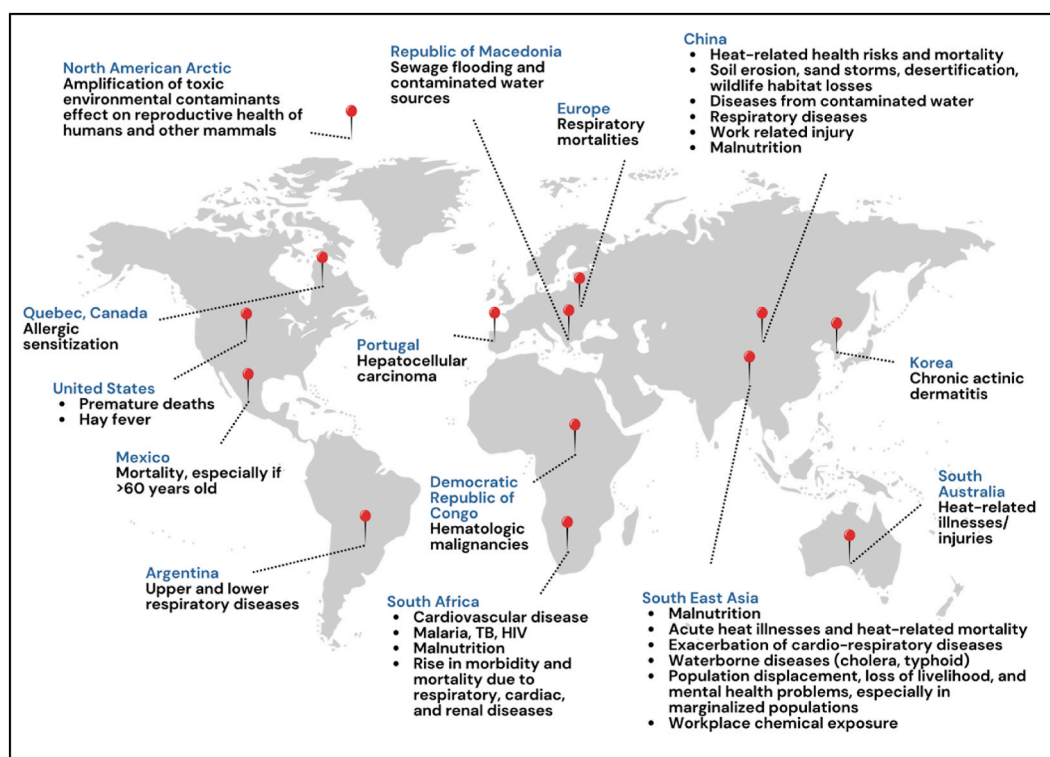 North American Arctic
Amplification of toxic
environmental contaminants
effect on reproductive health of
humans and other mammals
Republic of Macedonia
Sewage flooding and
contaminated water
sources
Europe
Respiratory
mortalities
China
• Heat-related health risks and mortality
• Soil erosion, sand storms, desertification,
wildlife habitat losses
• Diseases from contaminated water
• Respiratory diseases
• Work related injury
• Malnutrition
Quebec, Canada
Allergic
sensitization
United States
• Premature deaths
• Hay fever
Mexico
Mortality, especially if
>60 years old
Argentina
Upper and lower
respiratory diseases
Portugal
Hepatocellular
carcinoma
Democratic
Republic of
Congo
Hematologic
malignancies
South Africa
• Cardiovascular disease
• Malaria, TB, HIV
• Malnutrition
• Rise in morbidity and
mortality due to
respiratory, cardiac,
and renal diseases
Korea
Chronic actinic
dermatitis
South
Australia
Heat-related
illnesses/
injuries
South East Asia
• Malnutrition
• Acute heat illnesses and heat-related mortality
• Exacerbation of cardio-respiratory diseases
• Waterborne diseases (cholera, typhoid)
• Population displacement, loss of livelihood, and
mental health problems, especially in
marginalized populations
• Workplace chemical exposure